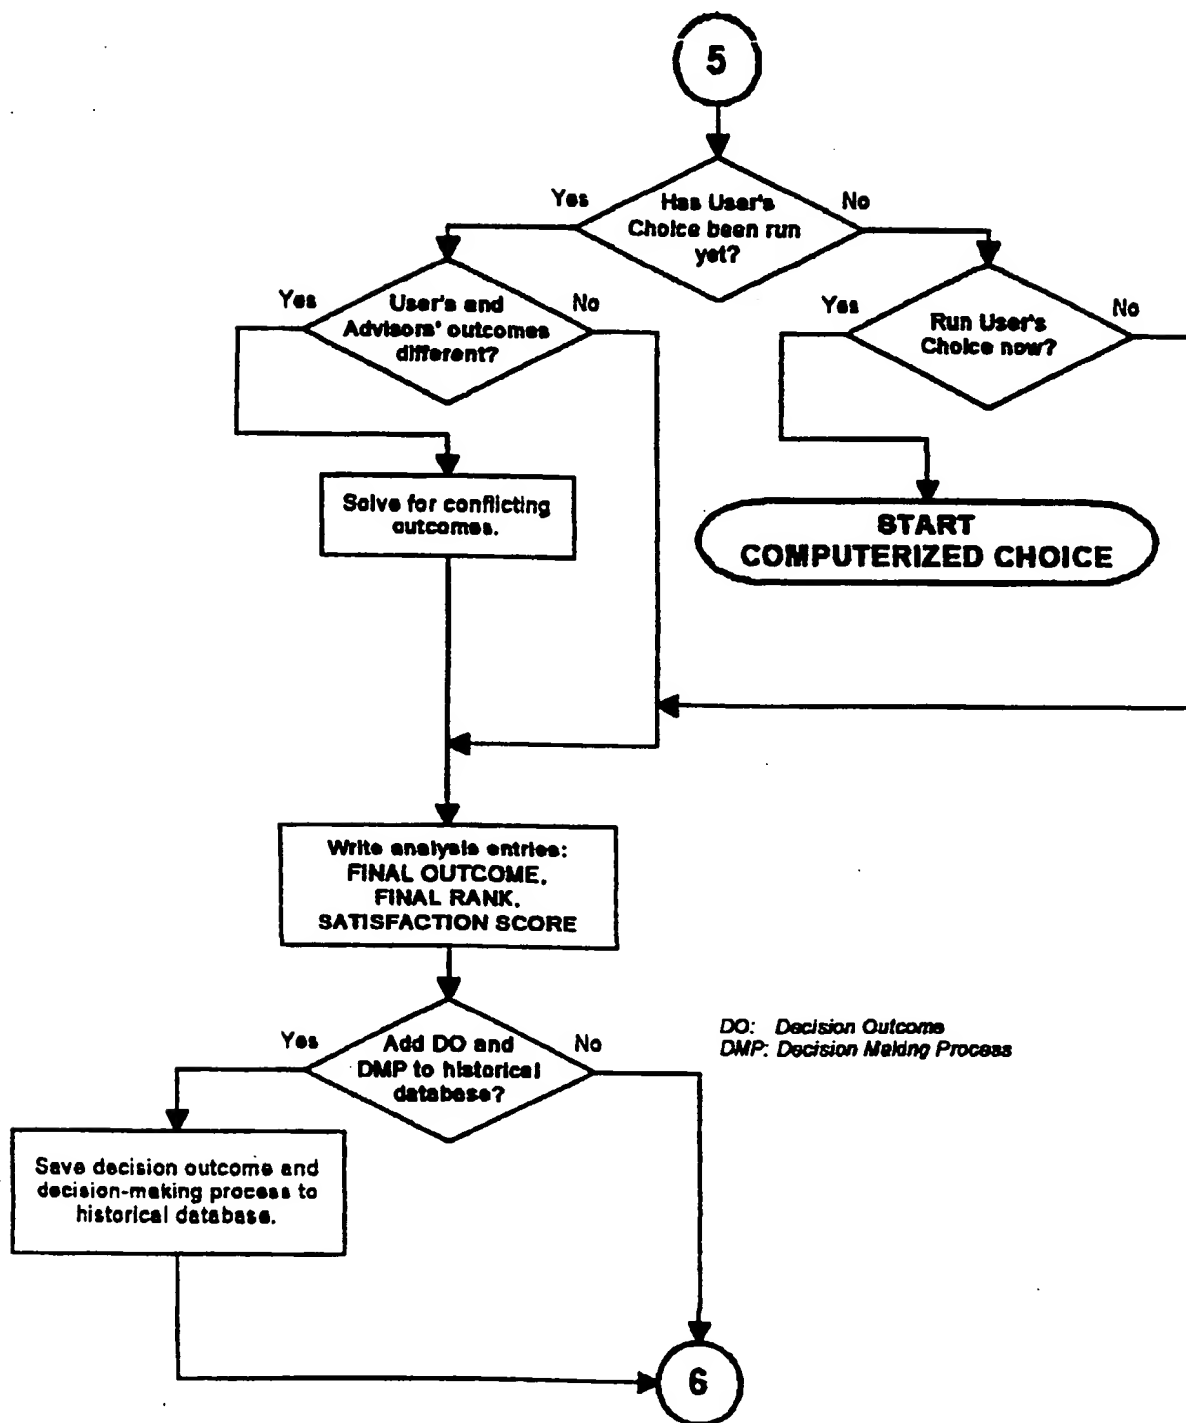 5
Has User's
Choice been run
yet?
Yes
No
User's and
Advisors' outcomes
different?
Yes
No
Run User's
Choice now?
Yes
No
Solve for conflicting
outcomes.
START
COMPUTERIZED CHOICE
Write analysis entries:
FINAL OUTCOME,
FINAL RANK,
SATISFACTION SCORE
Add DO and
DMP to historical
database?
Yes
No
DO: Decision Outcome
DMP: Decision Making Process
Save decision outcome and
decision-making process to
historical database.
6